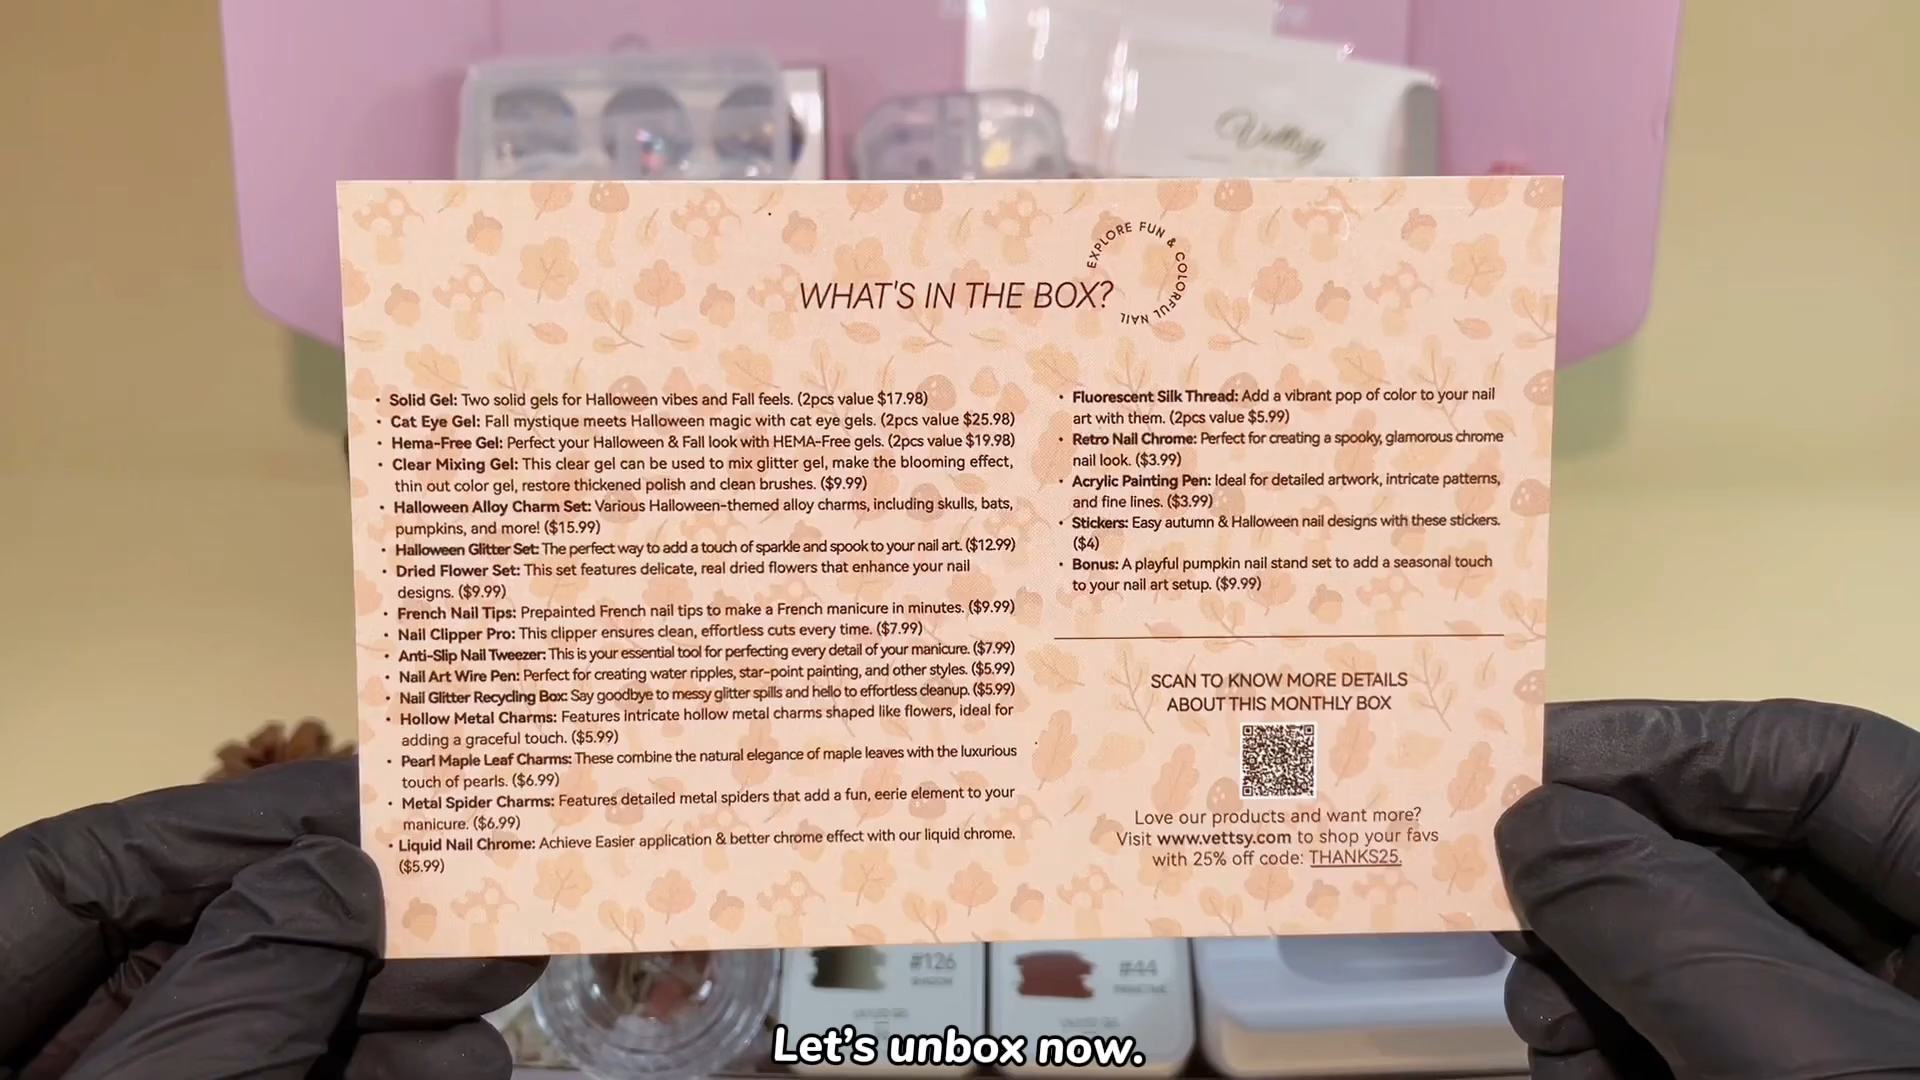 Vettsy
EXPLORE FUN & COLORFUL NAIL
WHAT'S IN THE BOX?
• Solid Gel: Two solid gels for Halloween vibes and Fall feels. (2pcs value $17.98)
• Cat Eye Gel: Fall mystique meets Halloween magic with cat eye gels. (2pcs value $25.98)
• Hema-Free Gel: Perfect your Halloween & Fall look with HEMA-Free gels. (2pcs value $19.98)
• Clear Mixing Gel: This clear gel can be used to mix glitter gel, make the blooming effect,
thin out color gel, restore thickened polish and clean brushes. ($9.99)
• Halloween Alloy Charm Set: Various Halloween-themed alloy charms, including skulls, bats,
pumpkins, and more! ($15.99)
• Halloween Glitter Set: The perfect way to add a touch of sparkle and spook to your nail art. ($12.99)
• Dried Flower Set: This set features delicate, real dried flowers that enhance your nail
designs. ($9.99)
• French Nail Tips: Prepainted French nail tips to make a French manicure in minutes. ($9.99)
• Nail Clipper Pro: This clipper ensures clean, effortless cuts every time. ($7.99)
• Anti-Slip Nail Tweezer: This is your essential tool for perfecting every detail of your manicure. ($7.99)
• Nail Art Wire Pen: Perfect for creating water ripples, star-point painting, and other styles. ($5.99)
• Nail Glitter Recycling Box: Say goodbye to messy glitter spills and hello to effortless cleanup. ($5.99)
• Hollow Metal Charms: Features intricate hollow metal charms shaped like flowers, ideal for
adding a graceful touch. ($5.99)
• Pearl Maple Leaf Charms: These combine the natural elegance of maple leaves with the luxurious
touch of pearls. ($6.99)
• Metal Spider Charms: Features detailed metal spiders that add a fun, eerie element to your
manicure. ($6.99)
• Liquid Nail Chrome: Achieve Easier application & better chrome effect with our liquid chrome.
($5.99)
• Fluorescent Silk Thread: Add a vibrant pop of color to your nail
art with them. (2pcs value $5.99)
• Retro Nail Chrome: Perfect for creating a spooky, glamorous chrome
nail look. ($3.99)
• Acrylic Painting Pen: Ideal for detailed artwork, intricate patterns,
and fine lines. ($3.99)
• Stickers: Easy autumn & Halloween nail designs with these stickers.
($4)
• Bonus: A playful pumpkin nail stand set to add a seasonal touch
to your nail art setup. ($9.99)
SCAN TO KNOW MORE DETAILS
ABOUT THIS MONTHLY BOX
Love our products and want more?
Visit www.vettsy.com to shop your favs
with 25% off code: THANKS25.
#126
#44
Let's unbox now.